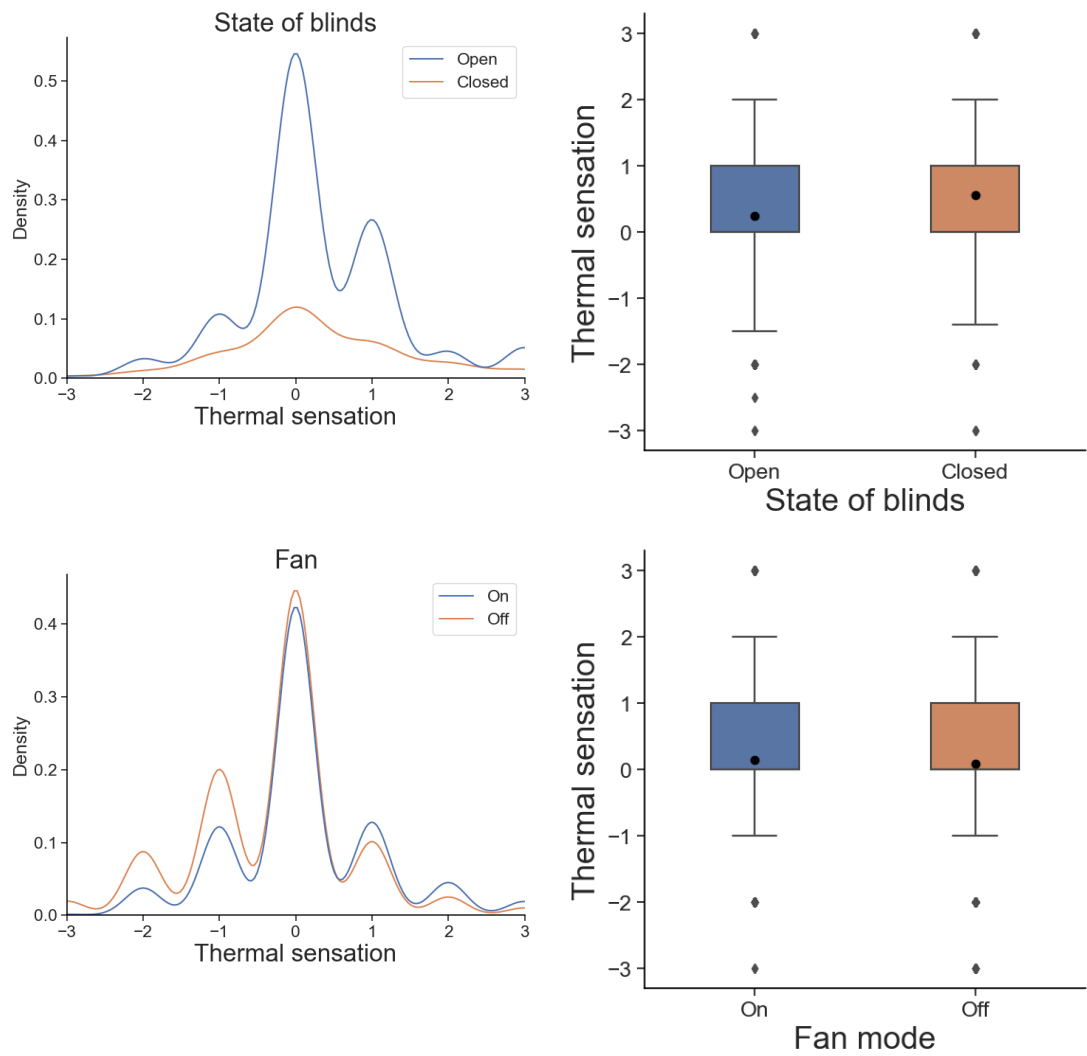 State of blinds
Open
Closed
Density
0.5
0.4
0.3
0.2
0.1
0.0
−3 −2 −1 0 1 2 3
Thermal sensation
Thermal sensation
3
2
1
0
−1
−2
−3
Open Closed
State of blinds
Fan
On
Off
Density
0.4
0.3
0.2
0.1
0.0
−3 −2 −1 0 1 2 3
Thermal sensation
Thermal sensation
3
2
1
0
−1
−2
−3
On Off
Fan mode